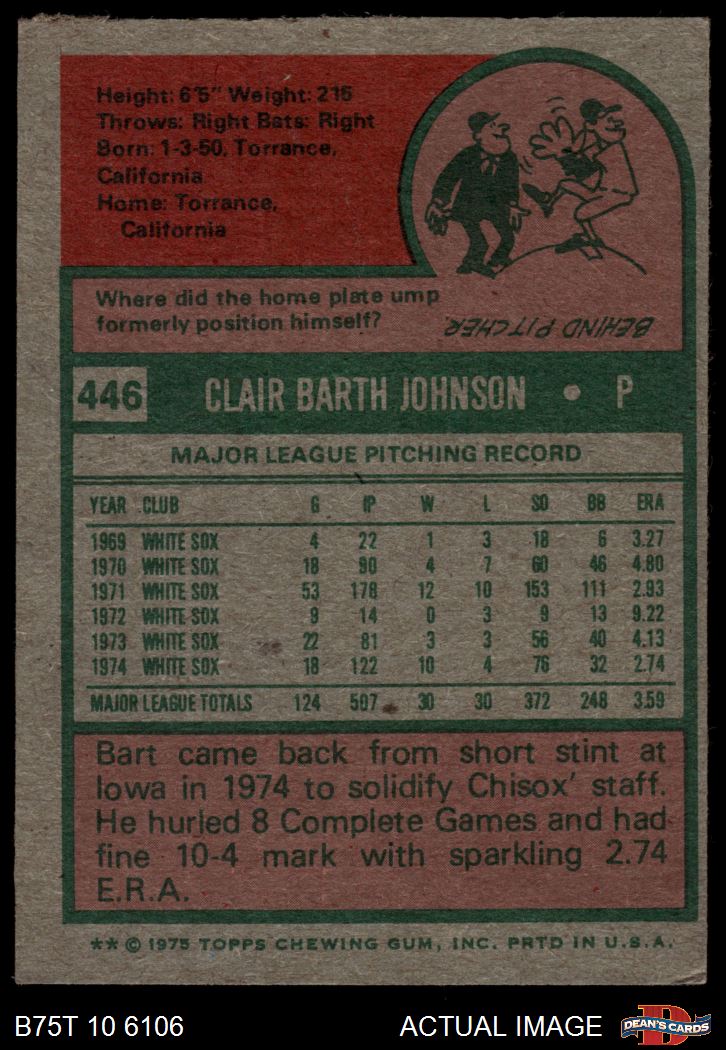 Height: 6'5" Weight: 215
Throws: Right Bats: Right
Born: 1-3-50, Torrance,
California
Home: Torrance,
California
Where did the home plate ump
formerly position himself?
BEHIND PITCHER.
446 CLAIR BARTH JOHNSON • P
MAJOR LEAGUE PITCHING RECORD
YEAR CLUB G IP W L SO BB ERA
1969 WHITE SOX 4 22 1 3 18 6 3.27
1970 WHITE SOX 18 90 4 7 60 46 4.80
1971 WHITE SOX 53 178 12 10 153 111 2.93
1972 WHITE SOX 9 14 0 3 9 13 9.22
1973 WHITE SOX 22 81 3 3 56 40 4.13
1974 WHITE SOX 18 122 10 4 76 32 2.74
MAJOR LEAGUE TOTALS 124 507 30 30 372 248 3.59
Bart came back from short stint at
Iowa in 1974 to solidify Chisox' staff.
He hurled 8 Complete Games and had
fine 10-4 mark with sparkling 2.74
E.R.A.
** © 1975 TOPPS CHEWING GUM, INC. PRTD IN U.S.A.
B75T 10 6106 ACTUAL IMAGE
DEAN'S CARDS